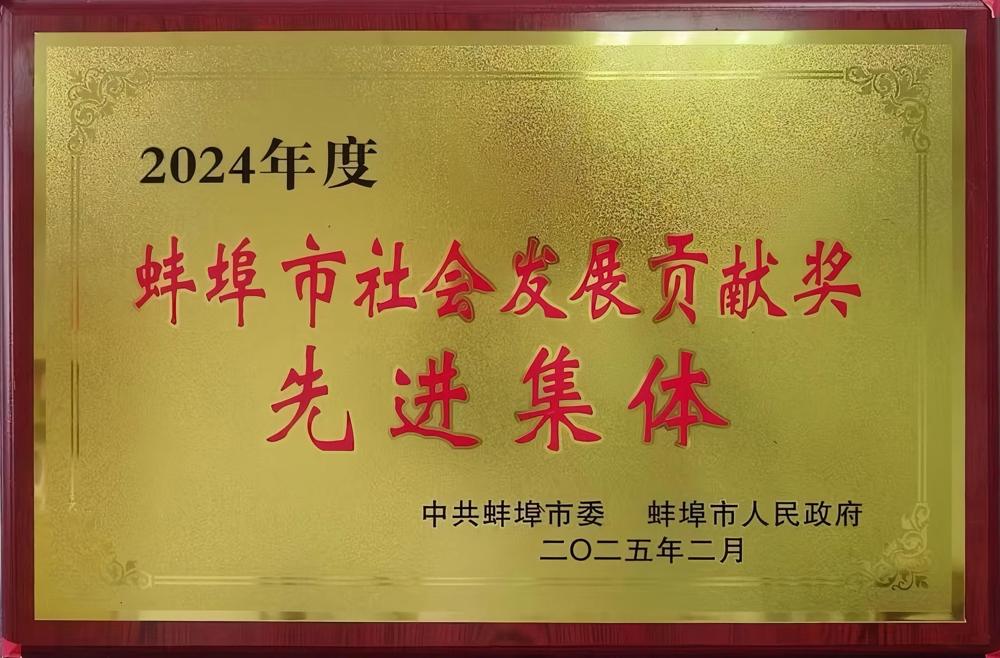 2024年度
蚌埠市社会发展贡献奖
先进集体
中共蚌埠市委 蚌埠市人民政府
二〇二五年二月